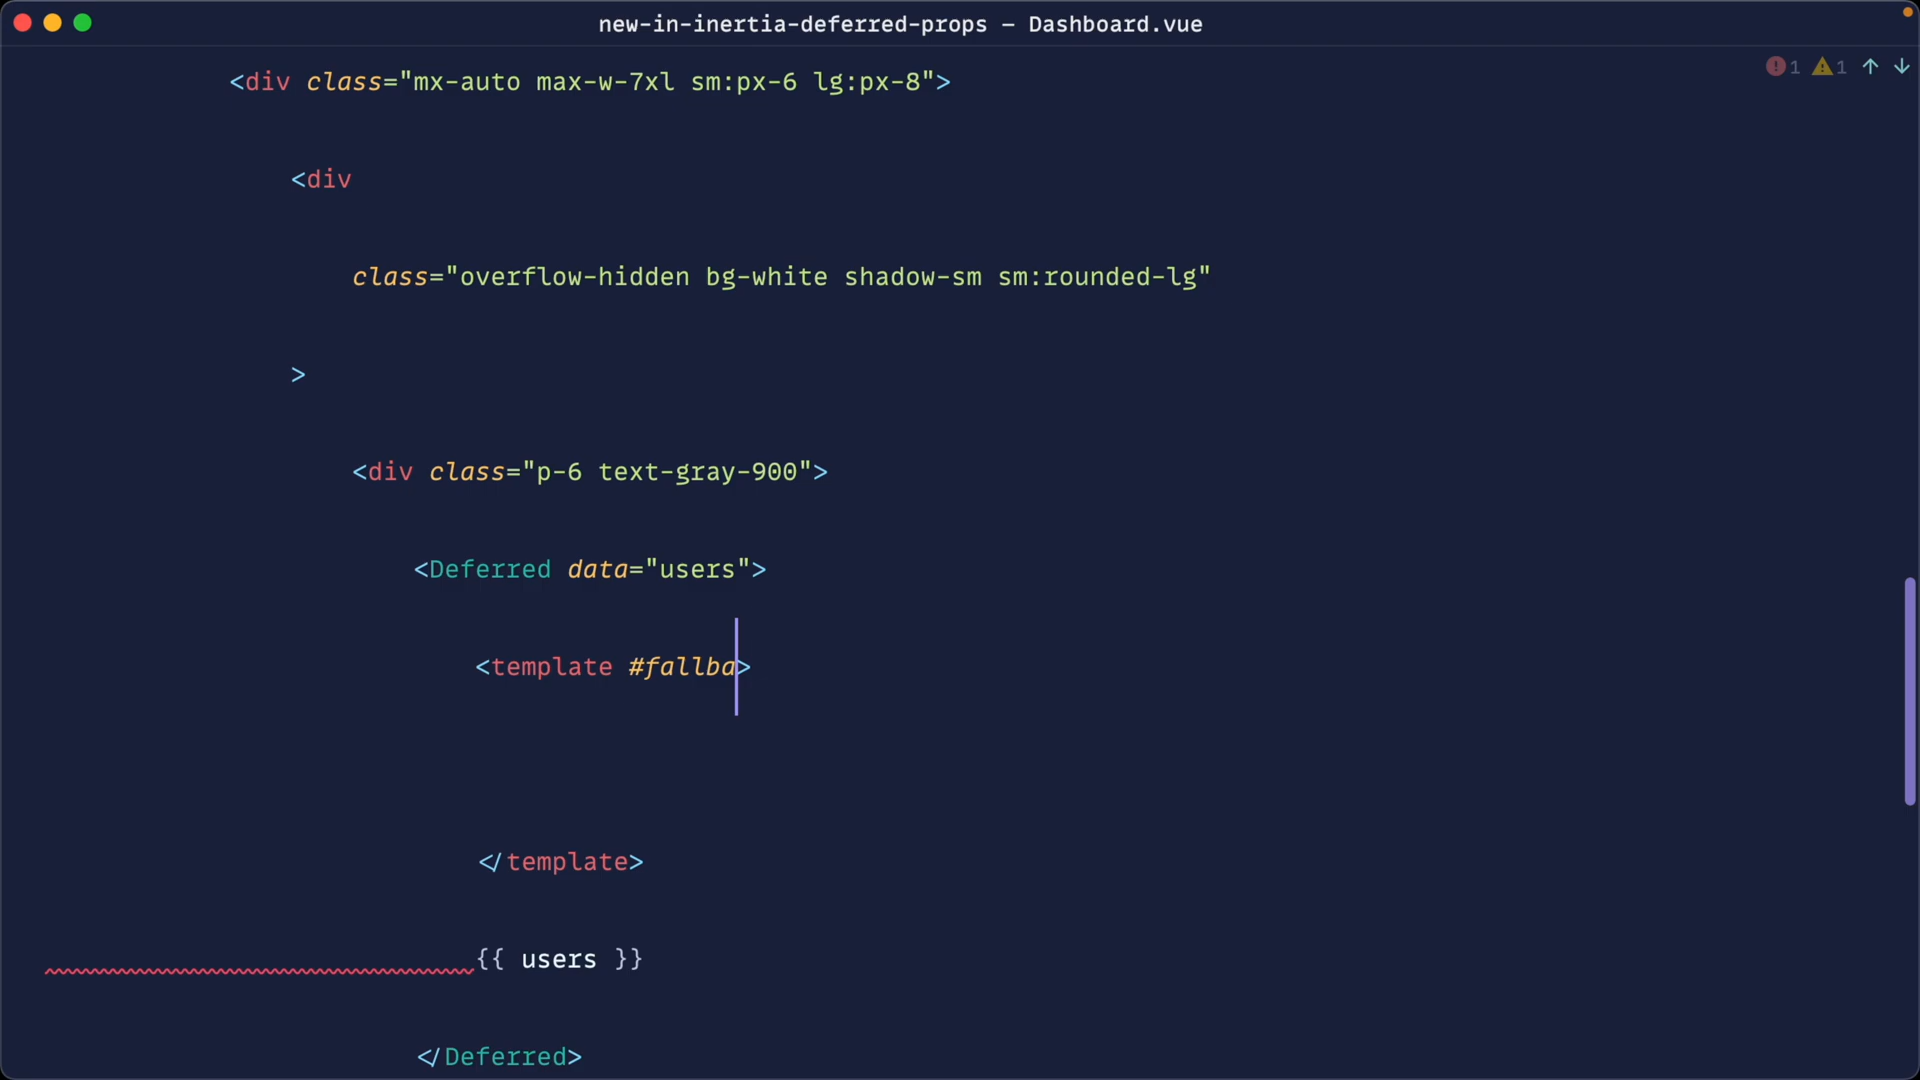 new-in-inertia-deferred-props – Dashboard.vue
<div class="mx-auto max-w-7xl sm:px-6 lg:px-8">
1 1
<div
class="overflow-hidden bg-white shadow-sm sm:rounded-lg"
>
<div class="p-6 text-gray-900">
<Deferred data="users">
<template #fallba>
</template>
{{ users }}
</Deferred>